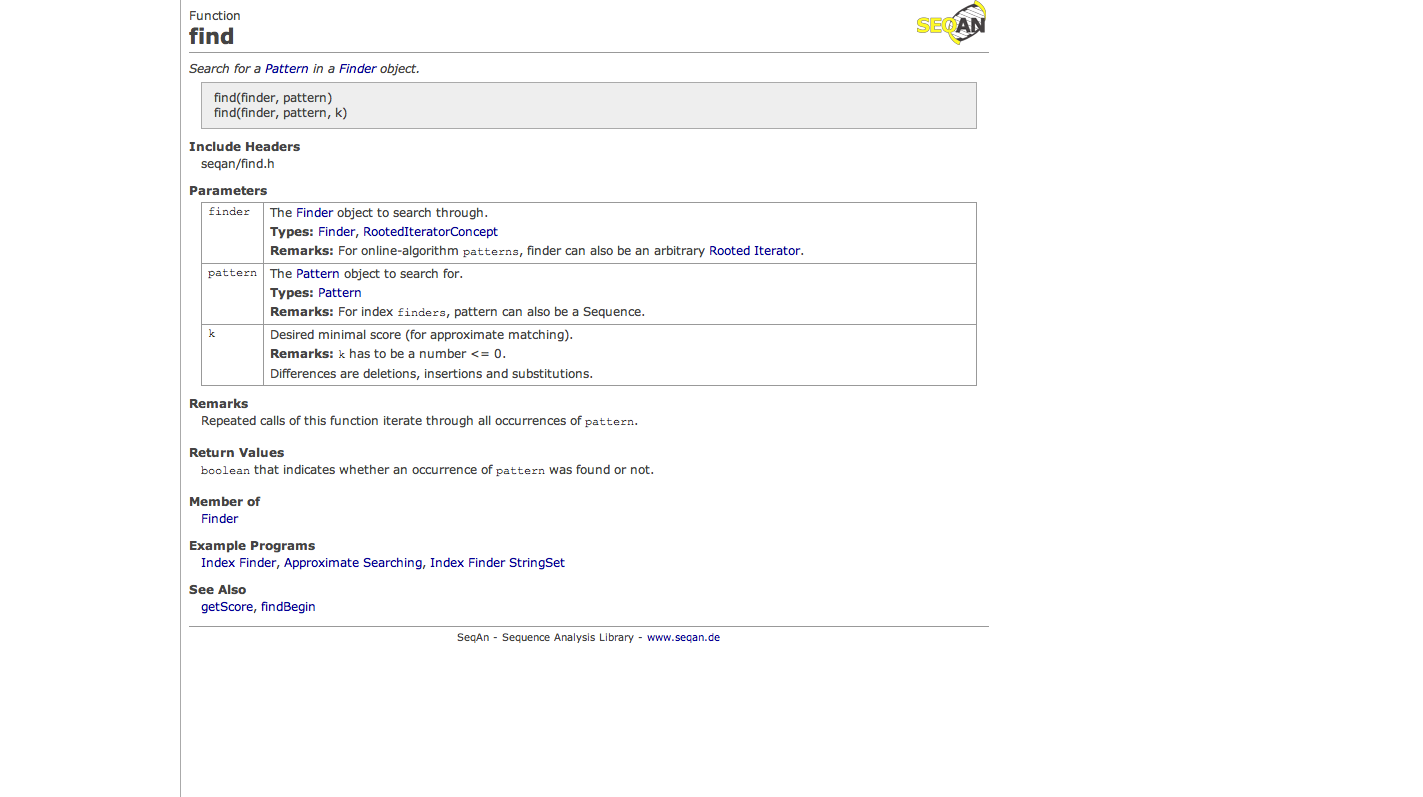 Function
find
SEQAN
Search for a Pattern in a Finder object.
find(finder, pattern)
find(finder, pattern, k)
Include Headers
seqan/find.h
Parameters
finder
The Finder object to search through.
Types: Finder, RootedIteratorConcept
Remarks: For online-algorithm patterns, finder can also be an arbitrary Rooted Iterator.
pattern
The Pattern object to search for.
Types: Pattern
Remarks: For index finders, pattern can also be a Sequence.
k
Desired minimal score (for approximate matching).
Remarks: k has to be a number <= 0.
Differences are deletions, insertions and substitutions.
Remarks
Repeated calls of this function iterate through all occurrences of pattern.
Return Values
boolean that indicates whether an occurrence of pattern was found or not.
Member of
Finder
Example Programs
Index Finder, Approximate Searching, Index Finder StringSet
See Also
getScore, findBegin
SeqAn - Sequence Analysis Library - www.seqan.de